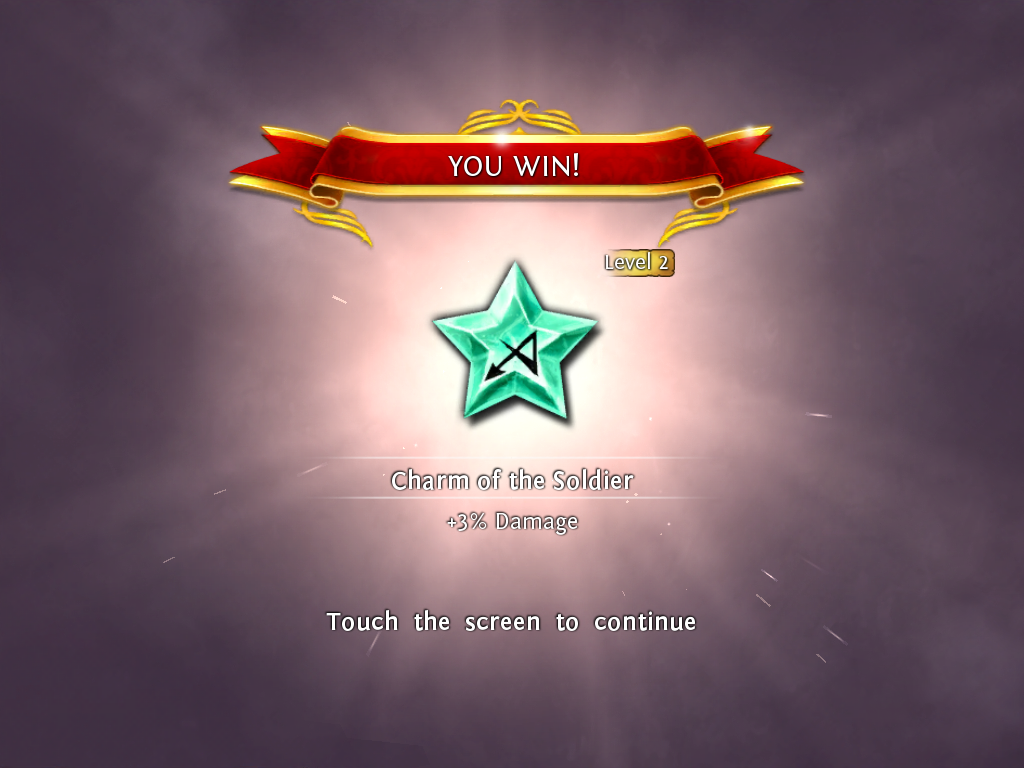 YOU WIN!
Level 2
Charm of the Soldier
+3% Damage
Touch the screen to continue